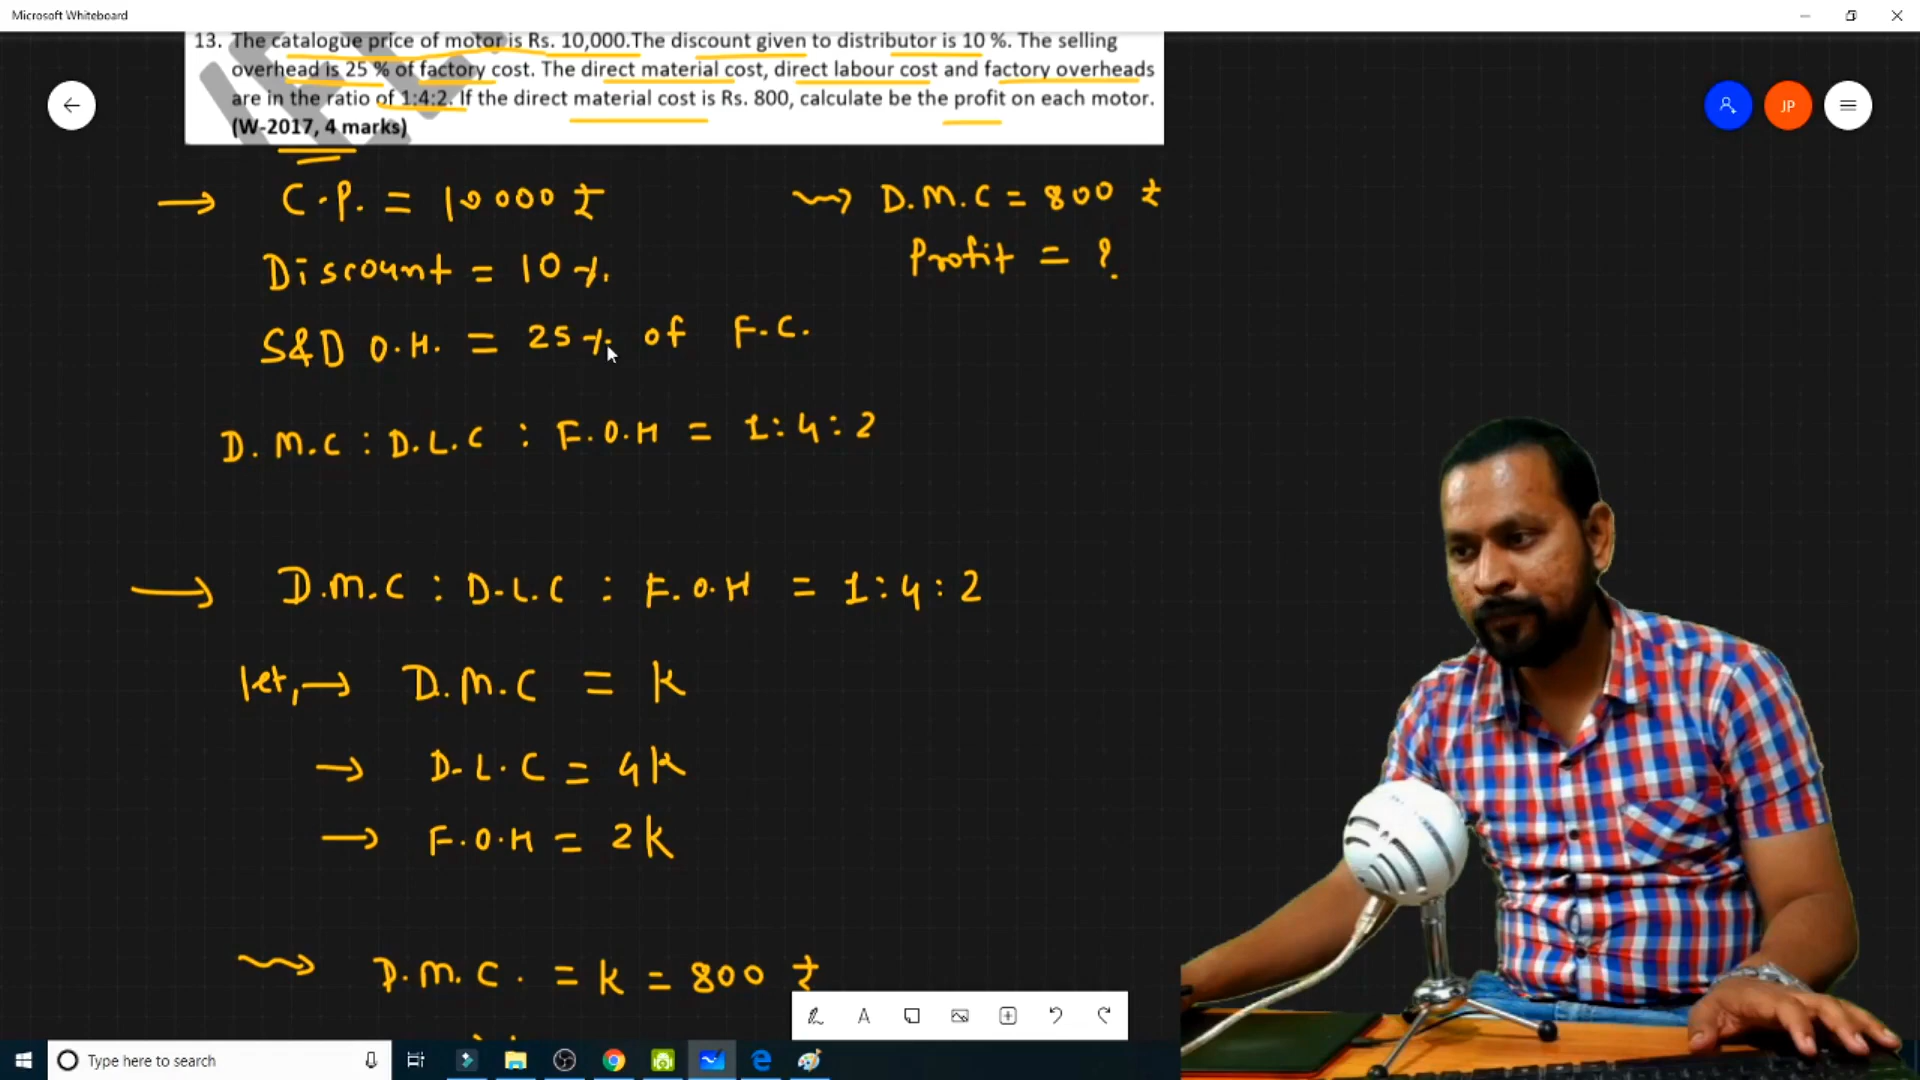 Microsoft Whiteboard
13. The catalogue price of motor is Rs. 10,000.The discount given to distributor is 10 %. The selling
overhead is 25 % of factory cost. The direct material cost, direct labour cost and factory overheads
are in the ratio of 1:4:2. If the direct material cost is Rs. 800, calculate be the profit on each motor.
(W-2017, 4 marks)
JP
→ C.P. = 10000 ₹
Discount = 10 %.
S&D O.H. = 25 % of F.C.
D.M.C : D.L.C : F.O.H = 1:4:2
⇝ D.M.C = 800 ₹
Profit = ?
→ D.M.C : D.L.C : F.O.H = 1:4:2
let, → D.M.C = k
→ D.L.C = 4k
→ F.O.H = 2k
⇝ D.M.C. = k = 800 ₹
Type here to search